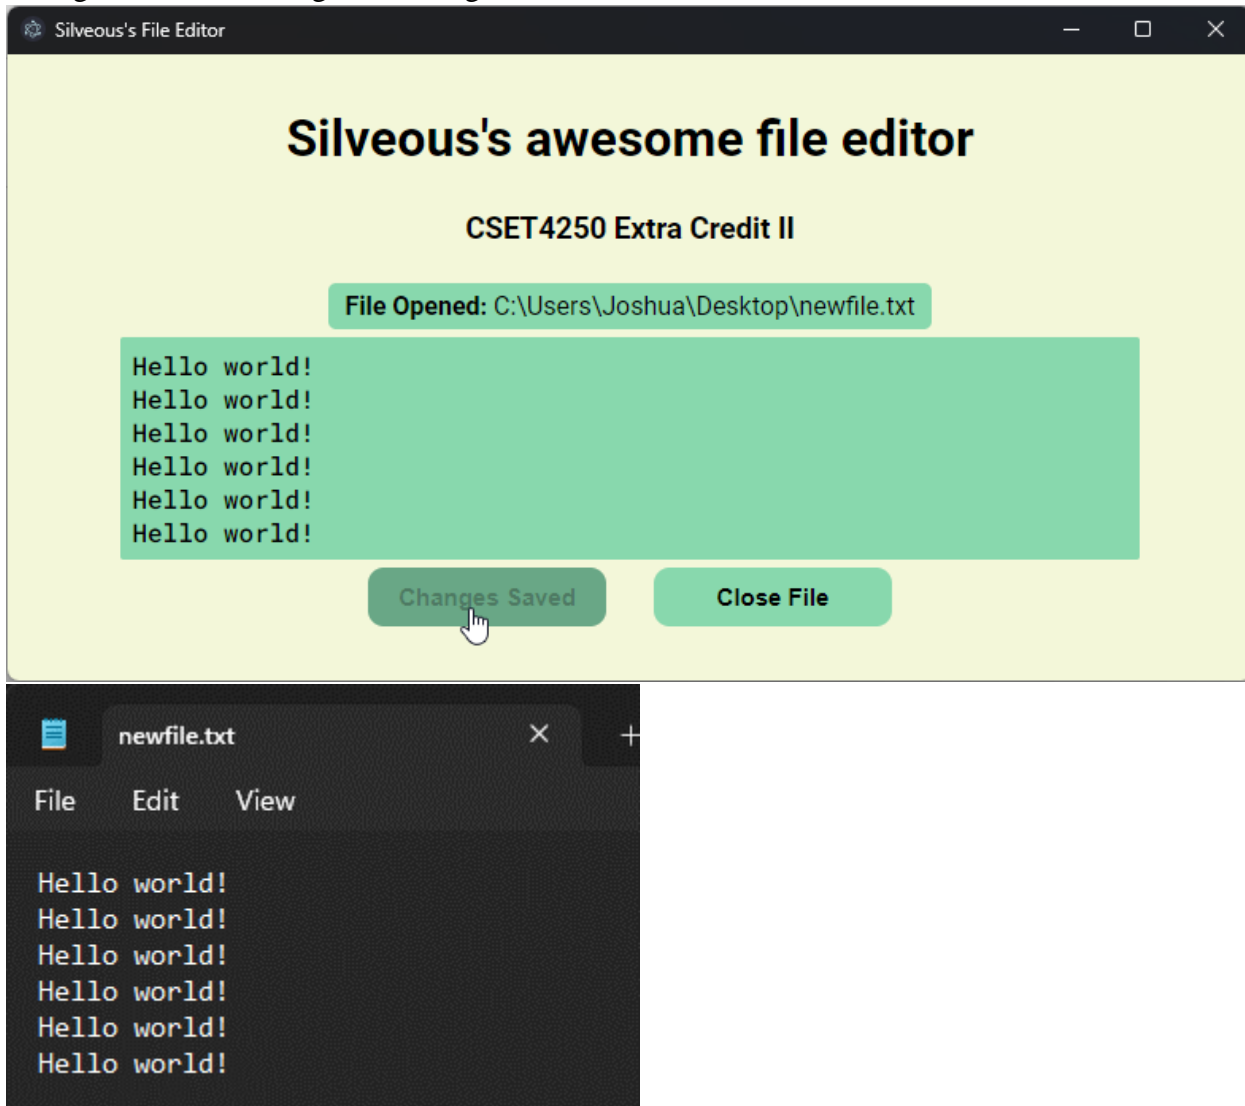 Silveous's File Editor
Silveous's awesome file editor
CSET4250 Extra Credit II
File Opened: C:\Users\Joshua\Desktop\newfile.txt
Hello world!
Hello world!
Hello world!
Hello world!
Hello world!
Hello world!
Changes Saved Close File
newfile.txt
File Edit View
Hello world!
Hello world!
Hello world!
Hello world!
Hello world!
Hello world!